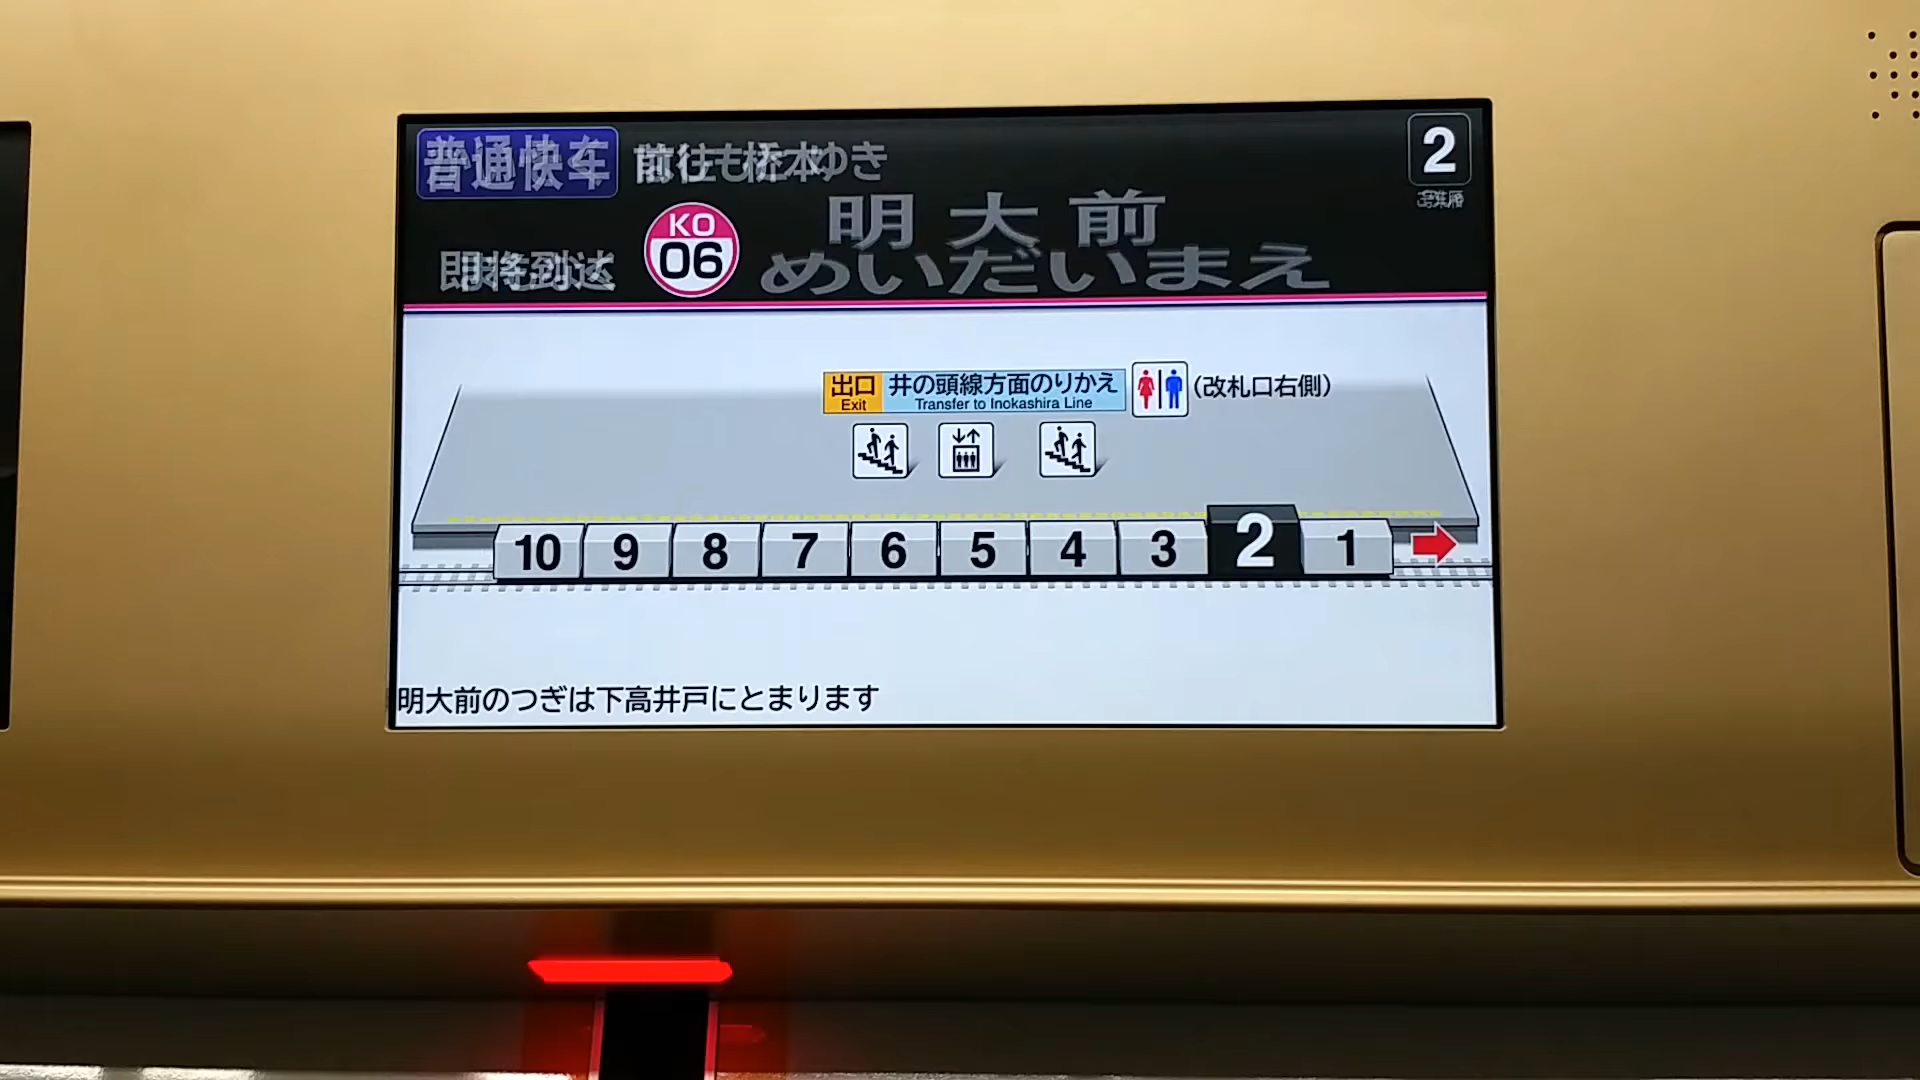 普通快车 前往 桥本 2
即将到达 KO 06 明大前
めいだいまえ
出口 井の頭線方面のりかえ (改札口右側)
Exit Transfer to Inokashira Line
10 9 8 7 6 5 4 3 2 1
明大前のつぎは下高井戸にとまります